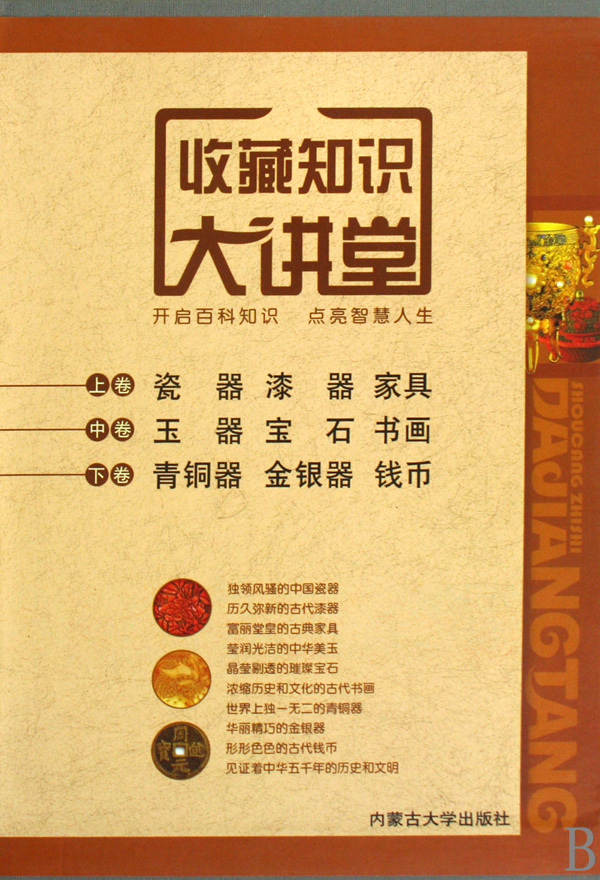 收藏知识
大讲堂
开启百科知识 点亮智慧人生
上卷 瓷器 漆器 家具
中卷 玉器 宝石 书画
下卷 青铜器 金银器 钱币
SHOUCANG ZHISHI
DAJIANGTANG
独领风骚的中国瓷器
历久弥新的古代漆器
富丽堂皇的古典家具
莹润光洁的中华美玉
晶莹剔透的璀璨宝石
浓缩历史和文化的古代书画
世界上独一无二的青铜器
华丽精巧的金银器
形形色色的古代钱币
见证着中华五千年的历史和文明
内蒙古大学出版社
B